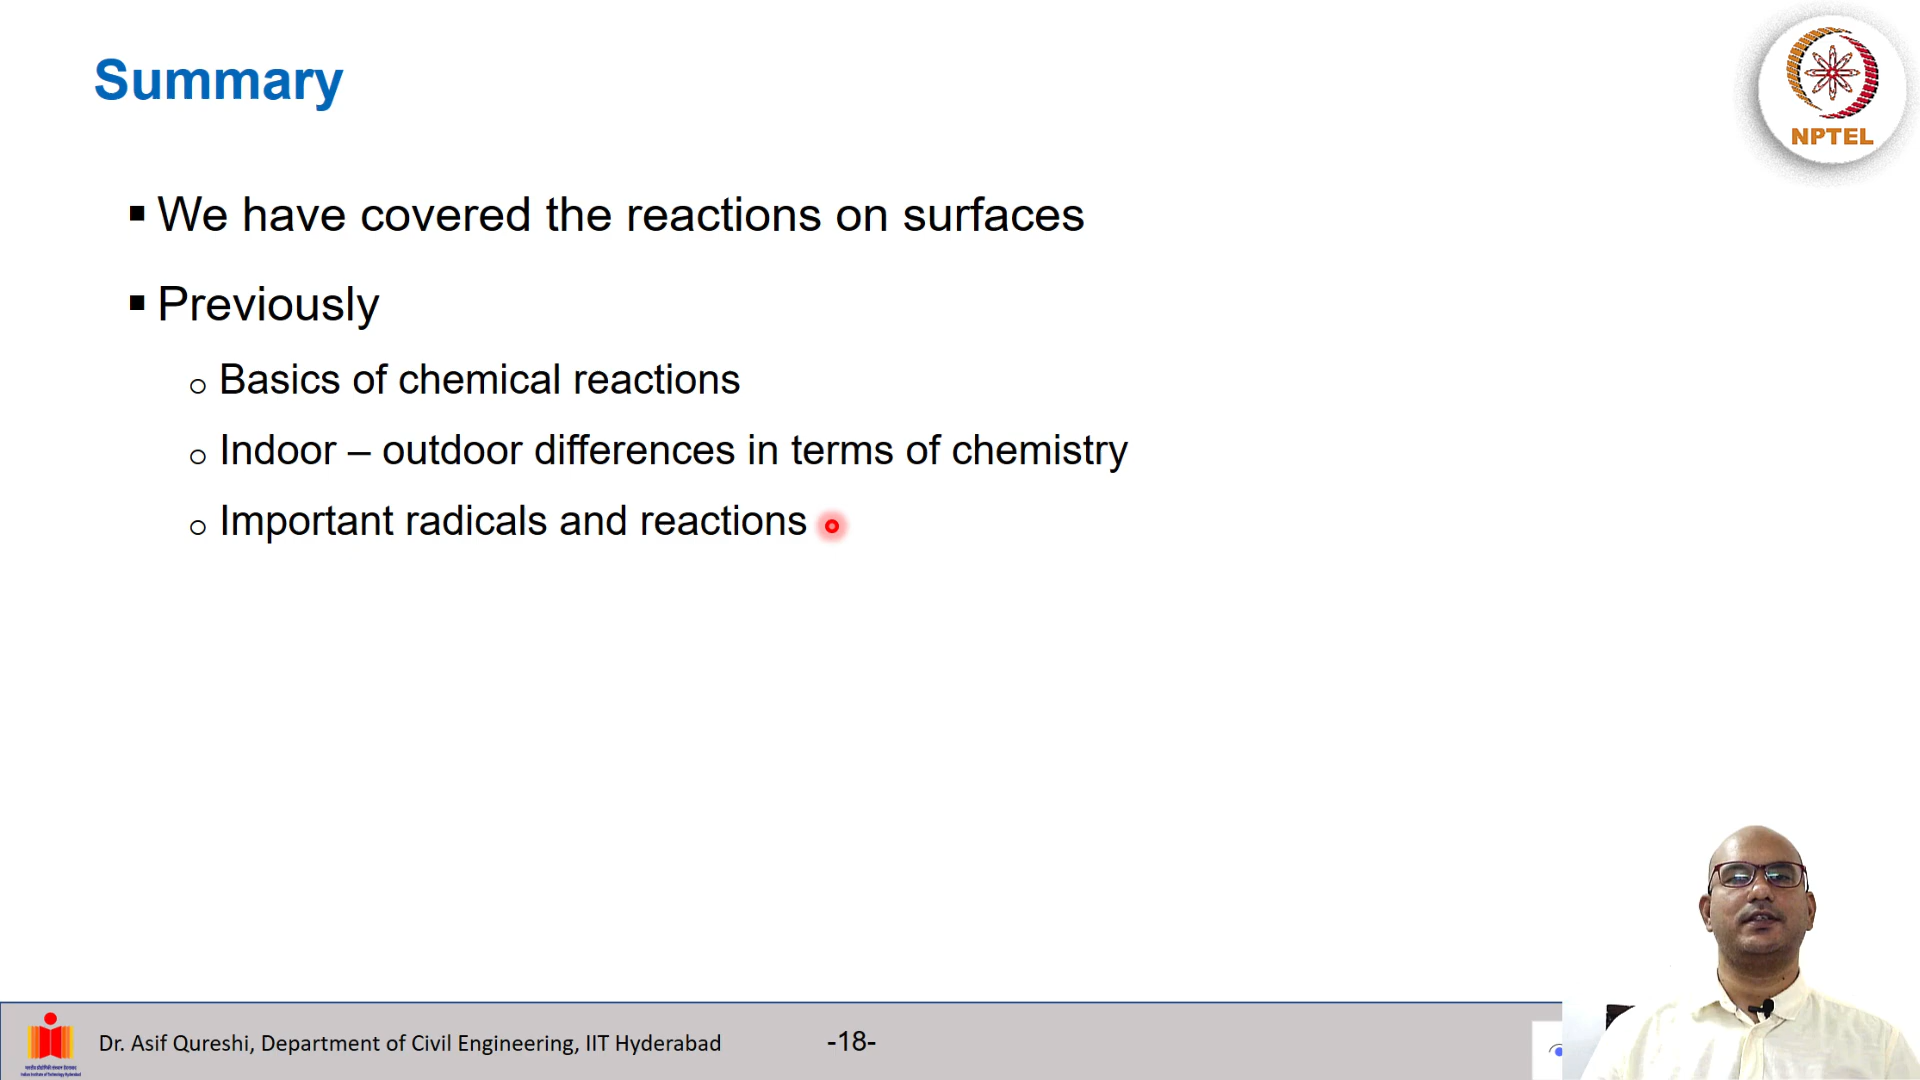 Summary
NPTEL
▪ We have covered the reactions on surfaces
▪ Previously
o Basics of chemical reactions
o Indoor – outdoor differences in terms of chemistry
o Important radicals and reactions
Dr. Asif Qureshi, Department of Civil Engineering, IIT Hyderabad
-18-